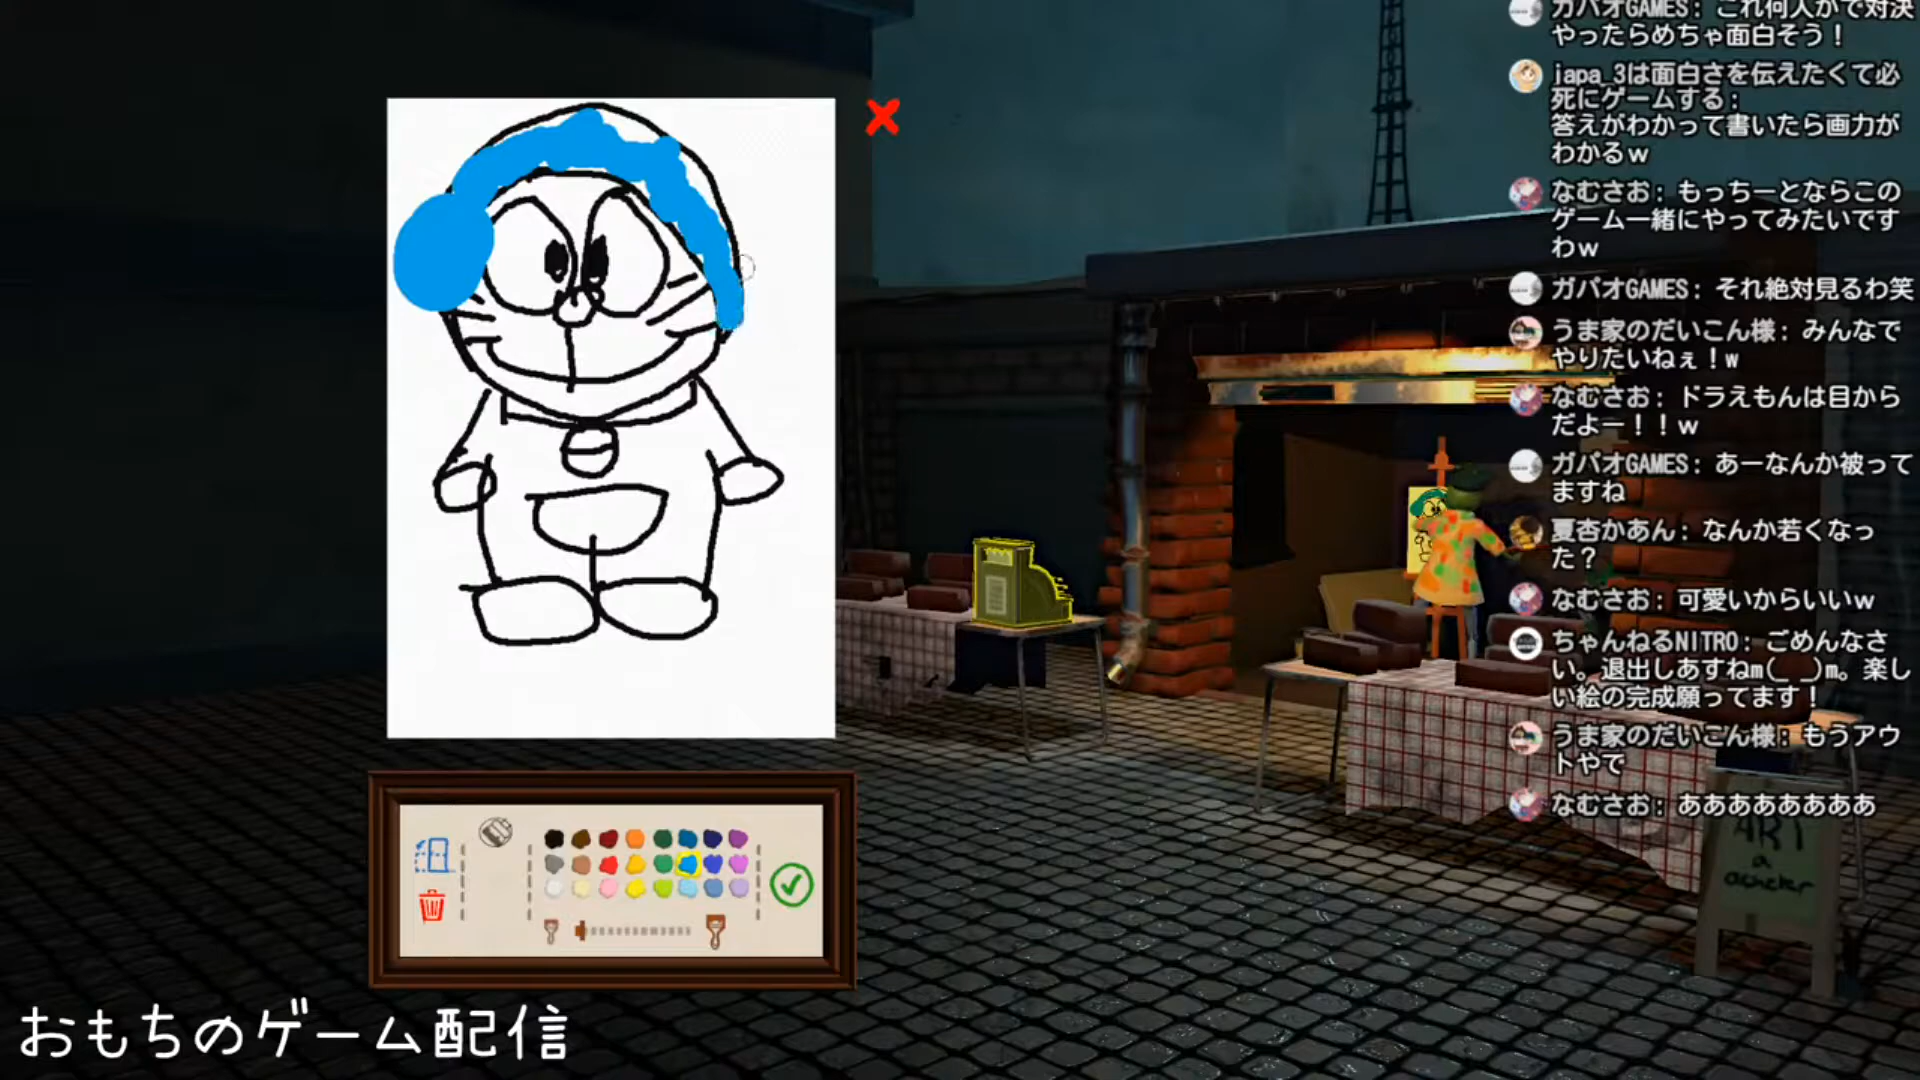 ガパオGAMES: これ何人かで対決
やったらめちゃ面白そう！
japa_3は面白さを伝えたくて必
死にゲームする:
答えがわかって書いたら画力が
わかるｗ
なむさお: もっちーとならこの
ゲーム一緒にやってみたいです
わｗ
ガパオGAMES: それ絶対見るわ笑
うま家のだいこん様: みんなで
やりたいねぇ！w
なむさお: ドラえもんは目から
だよー！！ｗ
ガパオGAMES: あーなんか被って
ますね
夏杏かあん: なんか若くなっ
た？
なむさお: 可愛いからいいｗ
ちゃんねるNITRO: ごめんなさ
い。退出しあすねm(_ _)m。楽し
い絵の完成願ってます！
うま家のだいこん様: もうアウ
トやで
なむさお: ああああああああ
ART
a
acheter
おもちのゲーム配信